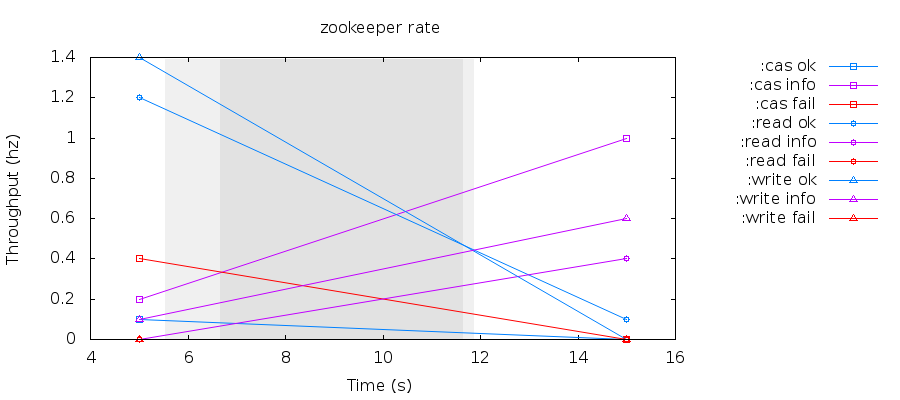 zookeeper rate
Throughput (hz)
1.4
1.2
1
0.8
0.6
0.4
0.2
0
4 6 8 10 12 14 16
Time (s)
:cas ok
:cas info
:cas fail
:read ok
:read info
:read fail
:write ok
:write info
:write fail